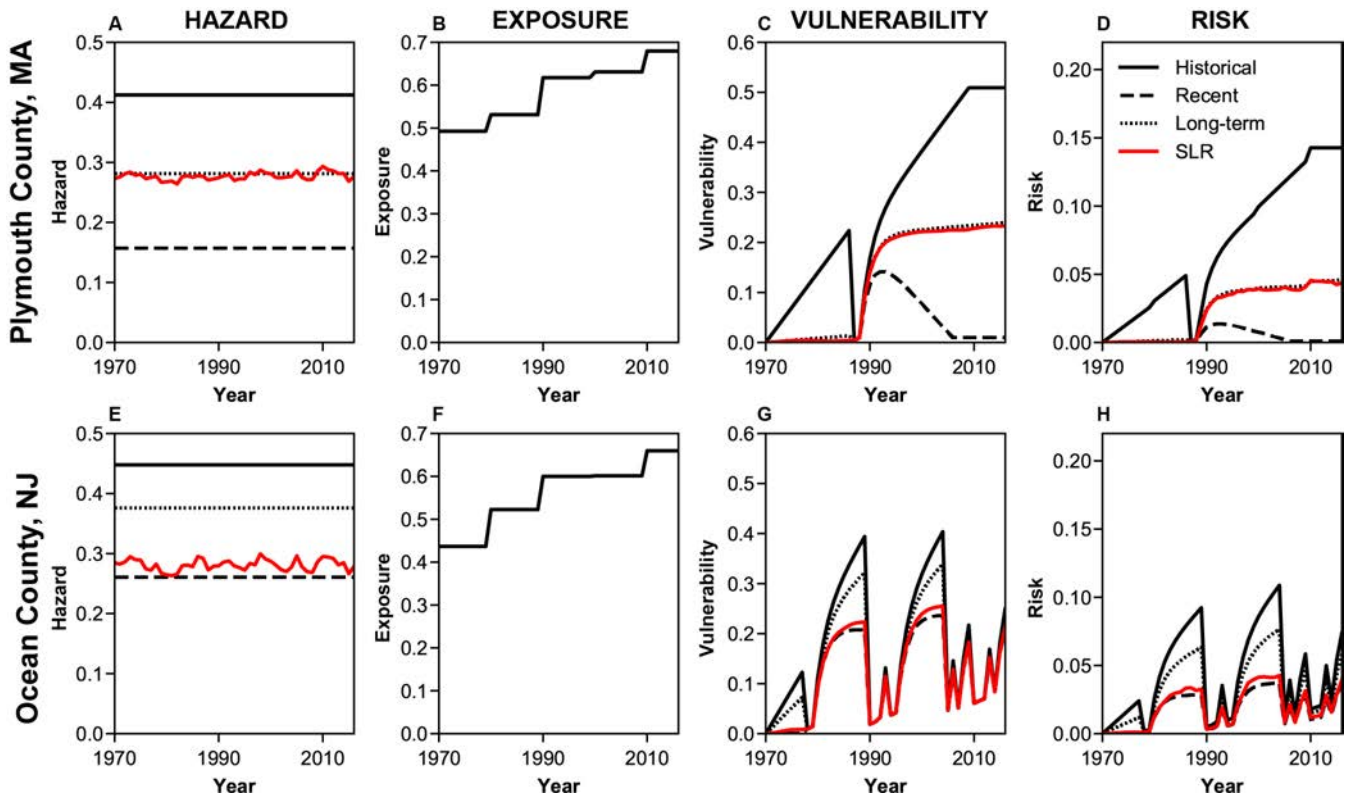 A HAZARD
B EXPOSURE
C VULNERABILITY
D RISK
Plymouth County, MA
0.5
0.4
0.3
0.2
0.1
0.0
Hazard
1970 1990 2010
Year
0.7
0.6
0.5
0.4
0.3
0.2
0.1
0.0
Exposure
1970 1990 2010
Year
0.6
0.5
0.4
0.3
0.2
0.1
0.0
Vulnerability
1970 1990 2010
Year
0.20
0.15
0.10
0.05
0.00
Risk
Historical
Recent
Long-term
SLR
1970 1990 2010
Year
Ocean County, NJ
E
0.5
0.4
0.3
0.2
0.1
0.0
Hazard
1970 1990 2010
Year
F
0.7
0.6
0.5
0.4
0.3
0.2
0.1
0.0
Exposure
1970 1990 2010
Year
G
0.6
0.5
0.4
0.3
0.2
0.1
0.0
Vulnerability
1970 1990 2010
Year
H
0.20
0.15
0.10
0.05
0.00
Risk
1970 1990 2010
Year